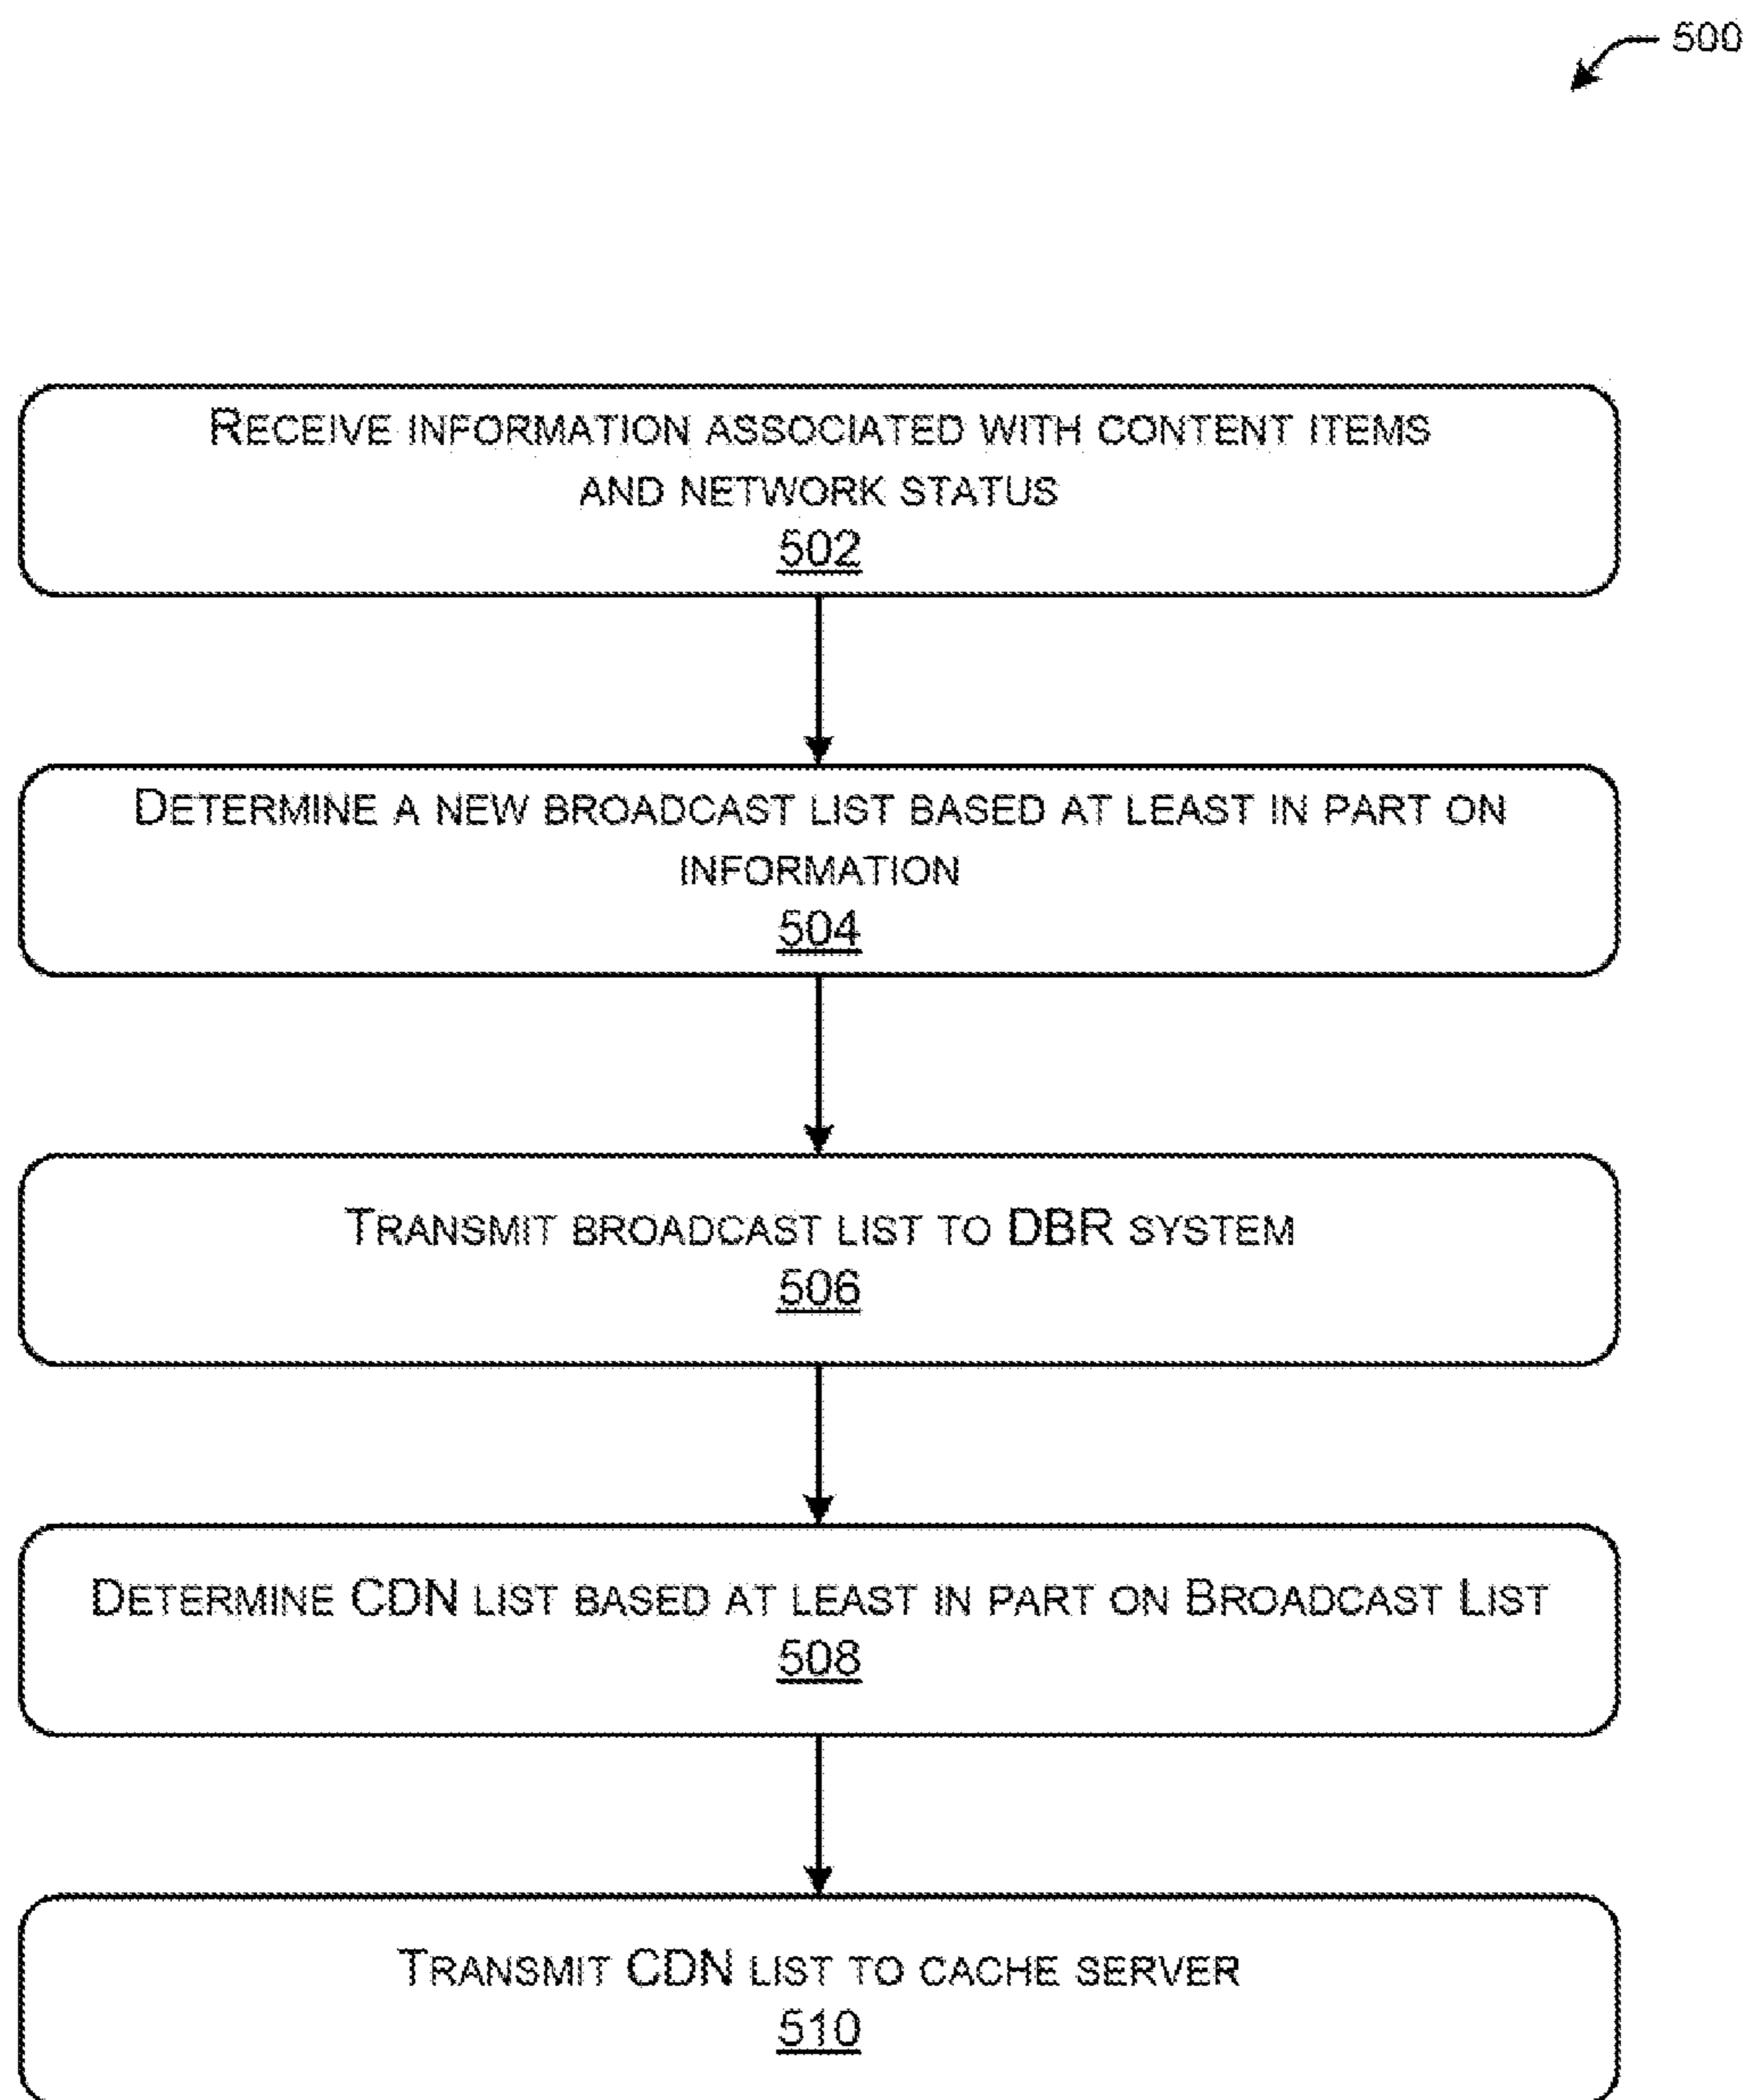 500
RECEIVE INFORMATION ASSOCIATED WITH CONTENT ITEMS
AND NETWORK STATUS
502
DETERMINE A NEW BROADCAST LIST BASED AT LEAST IN PART ON
INFORMATION
504
TRANSMIT BROADCAST LIST TO DBR SYSTEM
506
DETERMINE CDN LIST BASED AT LEAST IN PART ON BROADCAST LIST
508
TRANSMIT CDN LIST TO CACHE SERVER
510